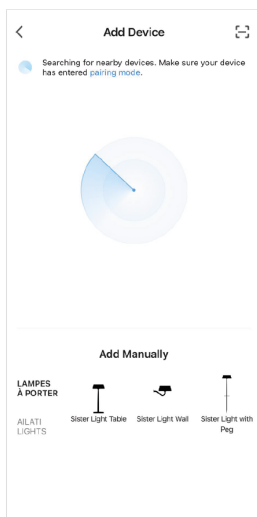 Add Device
Searching for nearby devices. Make sure your device
has entered pairing mode.
Add Manually
LAMPES
À PORTER
AILATI
LIGHTS
Sister Light Table
Sister Light Wall
Sister Light with
Peg